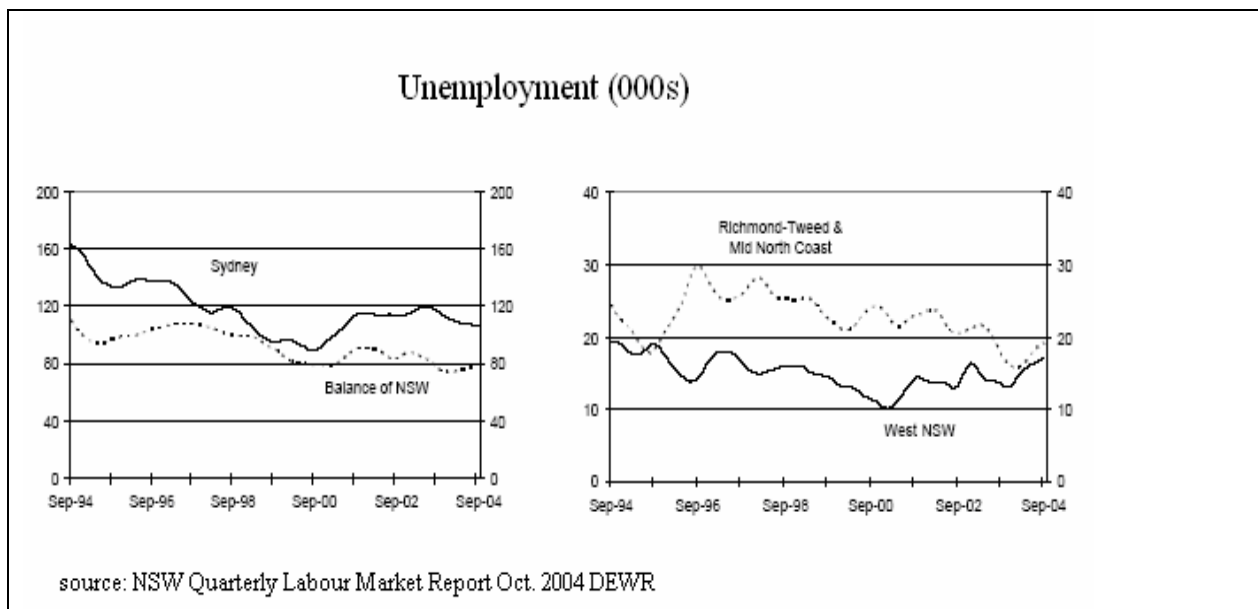 Unemployment (000s)
200
160
120
80
40
0
200
160
120
80
40
0
Sydney
Balance of NSW
Sep-94
Sep-96
Sep-98
Sep-00
Sep-02
Sep-04
40
30
20
10
0
40
30
20
10
0
Richmond-Tweed &
Mid North Coast
West NSW
Sep-94
Sep-96
Sep-98
Sep-00
Sep-02
Sep-04
source: NSW Quarterly Labour Market Report Oct. 2004 DEWR